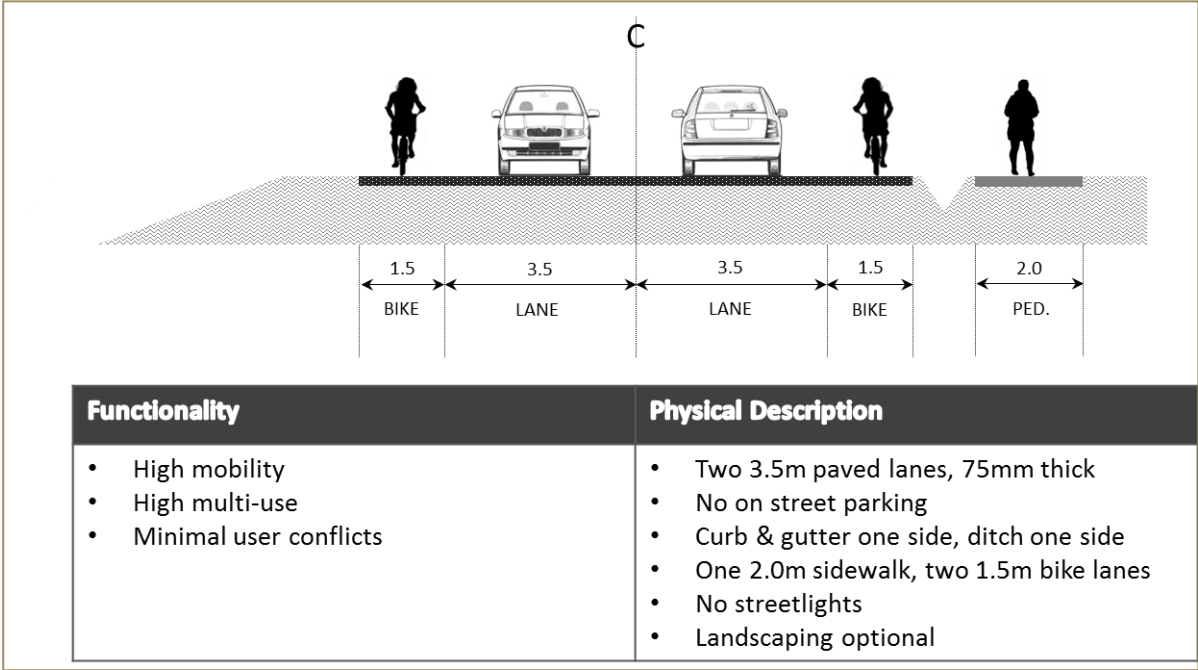 C
1.5 3.5 3.5 1.5 2.0
BIKE LANE LANE BIKE PED.
Functionality
• High mobility
• High multi-use
• Minimal user conflicts
Physical Description
• Two 3.5m paved lanes, 75mm thick
• No on street parking
• Curb & gutter one side, ditch one side
• One 2.0m sidewalk, two 1.5m bike lanes
• No streetlights
• Landscaping optional